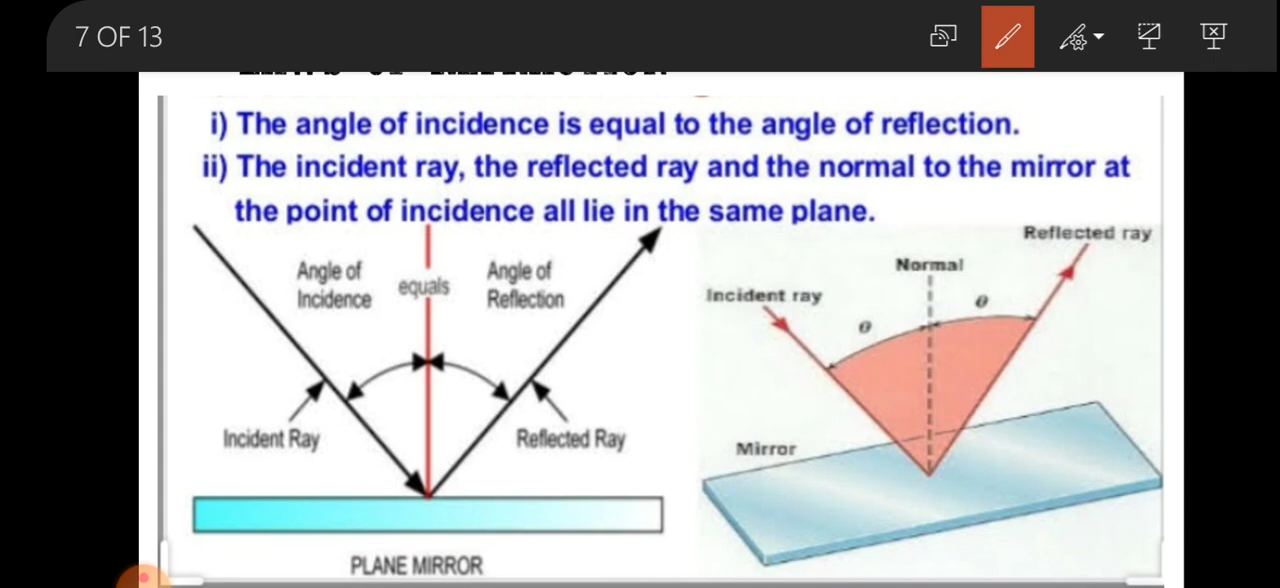 7 OF 13
i) The angle of incidence is equal to the angle of reflection.
ii) The incident ray, the reflected ray and the normal to the mirror at
the point of incidence all lie in the same plane.
Angle of
Incidence
equals
Angle of
Reflection
Incident Ray
Reflected Ray
PLANE MIRROR
Reflected ray
Normal
Incident ray
θ
θ
Mirror